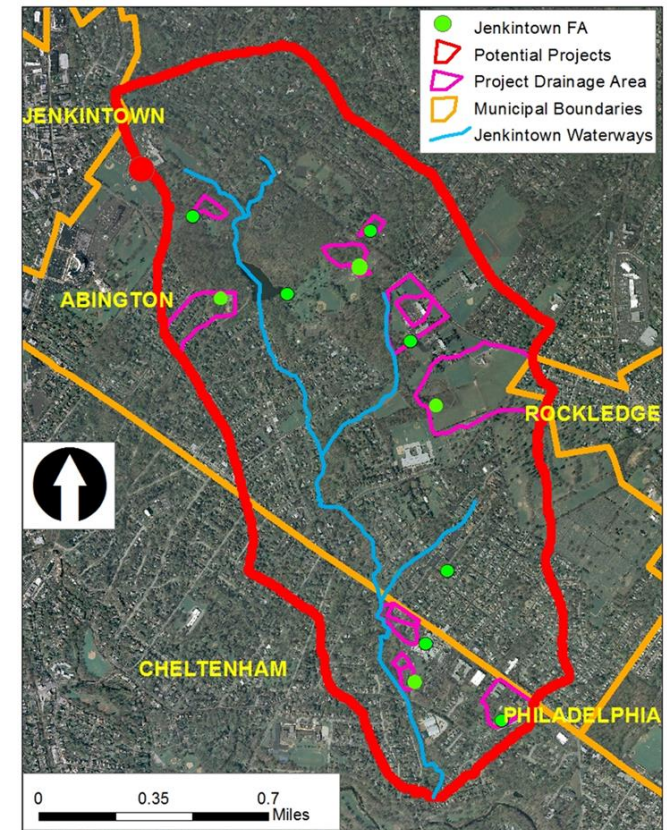 Jenkintown FA
Potential Projects
Project Drainage Area
Municipal Boundaries
Jenkintown Waterways
JENKINTOWN
ABINGTON
ROCKLEDGE
CHELTENHAM
PHILADELPHIA
0 0.35 0.7
Miles